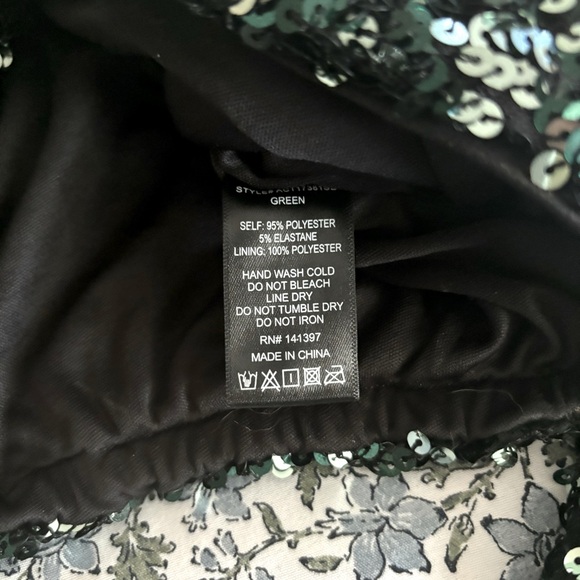 STYLE#
GREEN
SELF: 95% POLYESTER
5% ELASTANE
LINING: 100% POLYESTER
HAND WASH COLD
DO NOT BLEACH
LINE DRY
DO NOT TUMBLE DRY
DO NOT IRON
RN# 141397
MADE IN CHINA